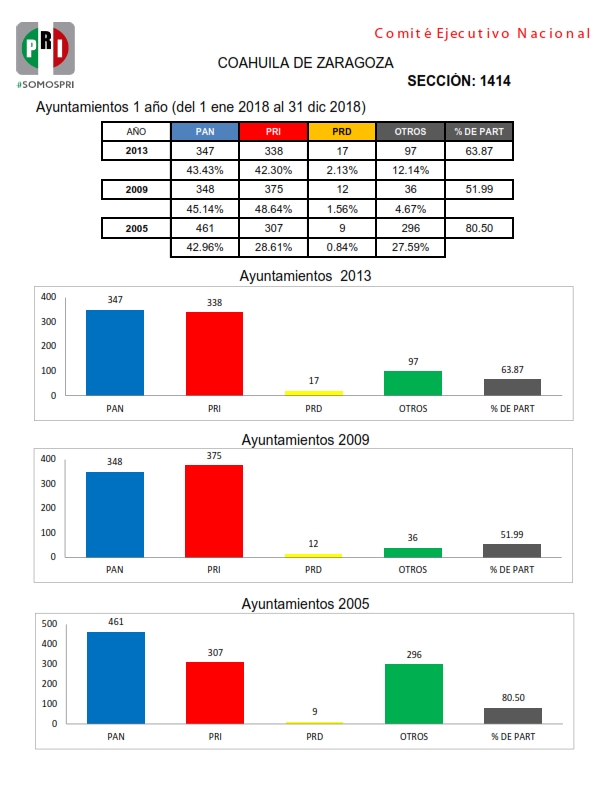 Comité Ejecutivo Nacional
PRI
#SOMOSPRI
COAHUILA DE ZARAGOZA
SECCIÓN: 1414
Ayuntamientos 1 año (del 1 ene 2018 al 31 dic 2018)
AÑO PAN PRI PRD OTROS % DE PART
2013 347 338 17 97 63.87
43.43% 42.30% 2.13% 12.14%
2009 348 375 12 36 51.99
45.14% 48.64% 1.56% 4.67%
2005 461 307 9 296 80.50
42.96% 28.61% 0.84% 27.59%
Ayuntamientos 2013
400
300
200
100
0
347 338 17 97 63.87
PAN PRI PRD OTROS % DE PART
Ayuntamientos 2009
400
300
200
100
0
348 375 12 36 51.99
PAN PRI PRD OTROS % DE PART
Ayuntamientos 2005
500
400
300
200
100
0
461 307 9 296 80.50
PAN PRI PRD OTROS % DE PART